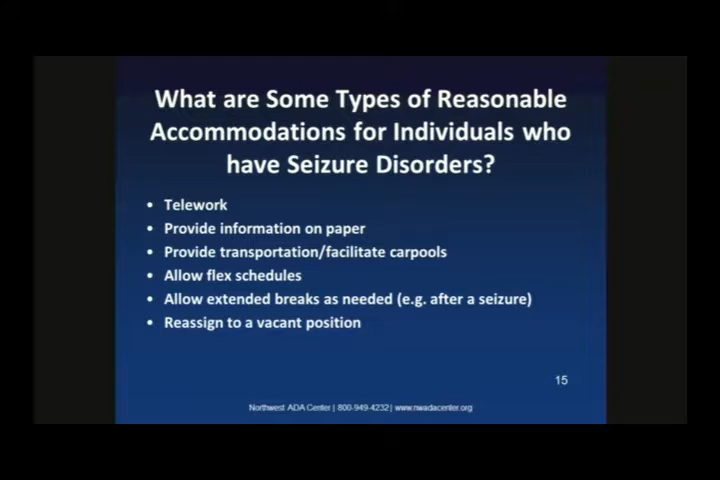 What are Some Types of Reasonable
Accommodations for Individuals who
have Seizure Disorders?
• Telework
• Provide information on paper
• Provide transportation/facilitate carpools
• Allow flex schedules
• Allow extended breaks as needed (e.g. after a seizure)
• Reassign to a vacant position
15
Northwest ADA Center | 800-949-4232 | www.nwadacenter.org